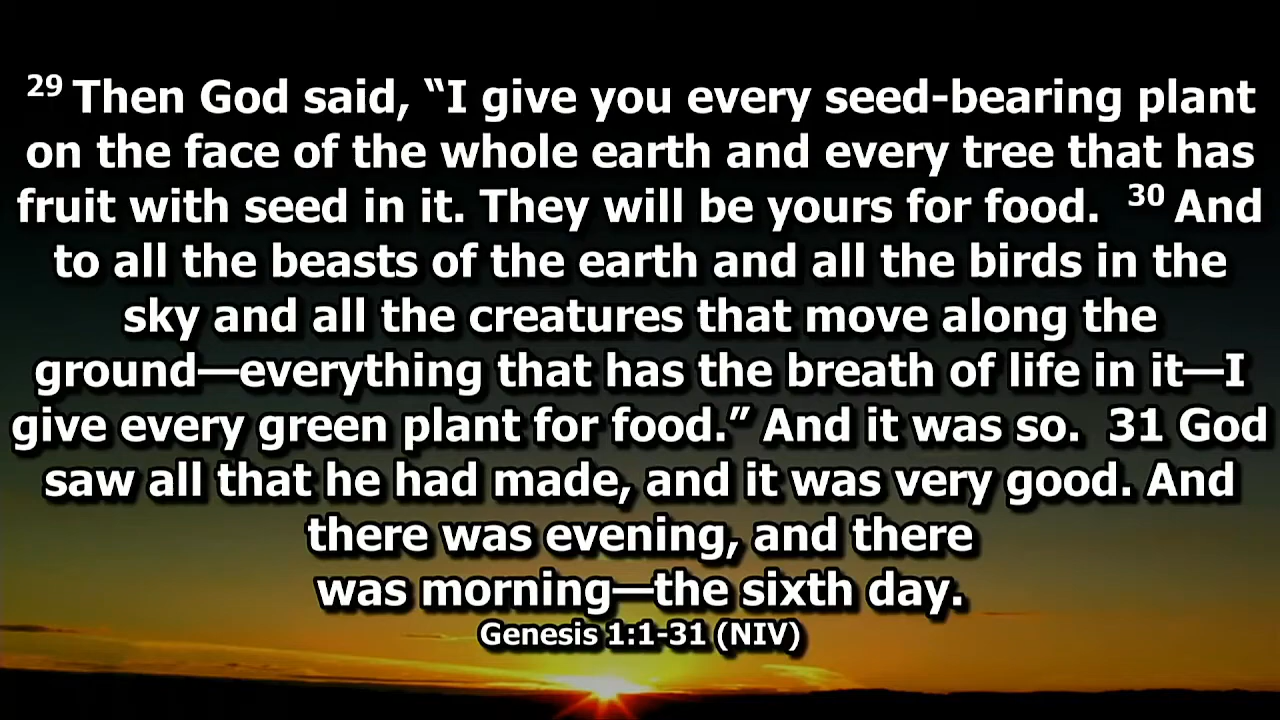 29 Then God said, “I give you every seed-bearing plant
on the face of the whole earth and every tree that has
fruit with seed in it. They will be yours for food.  30 And
to all the beasts of the earth and all the birds in the
sky and all the creatures that move along the
ground—everything that has the breath of life in it—I
give every green plant for food.” And it was so.  31 God
saw all that he had made, and it was very good. And
there was evening, and there
was morning—the sixth day.
Genesis 1:1-31 (NIV)